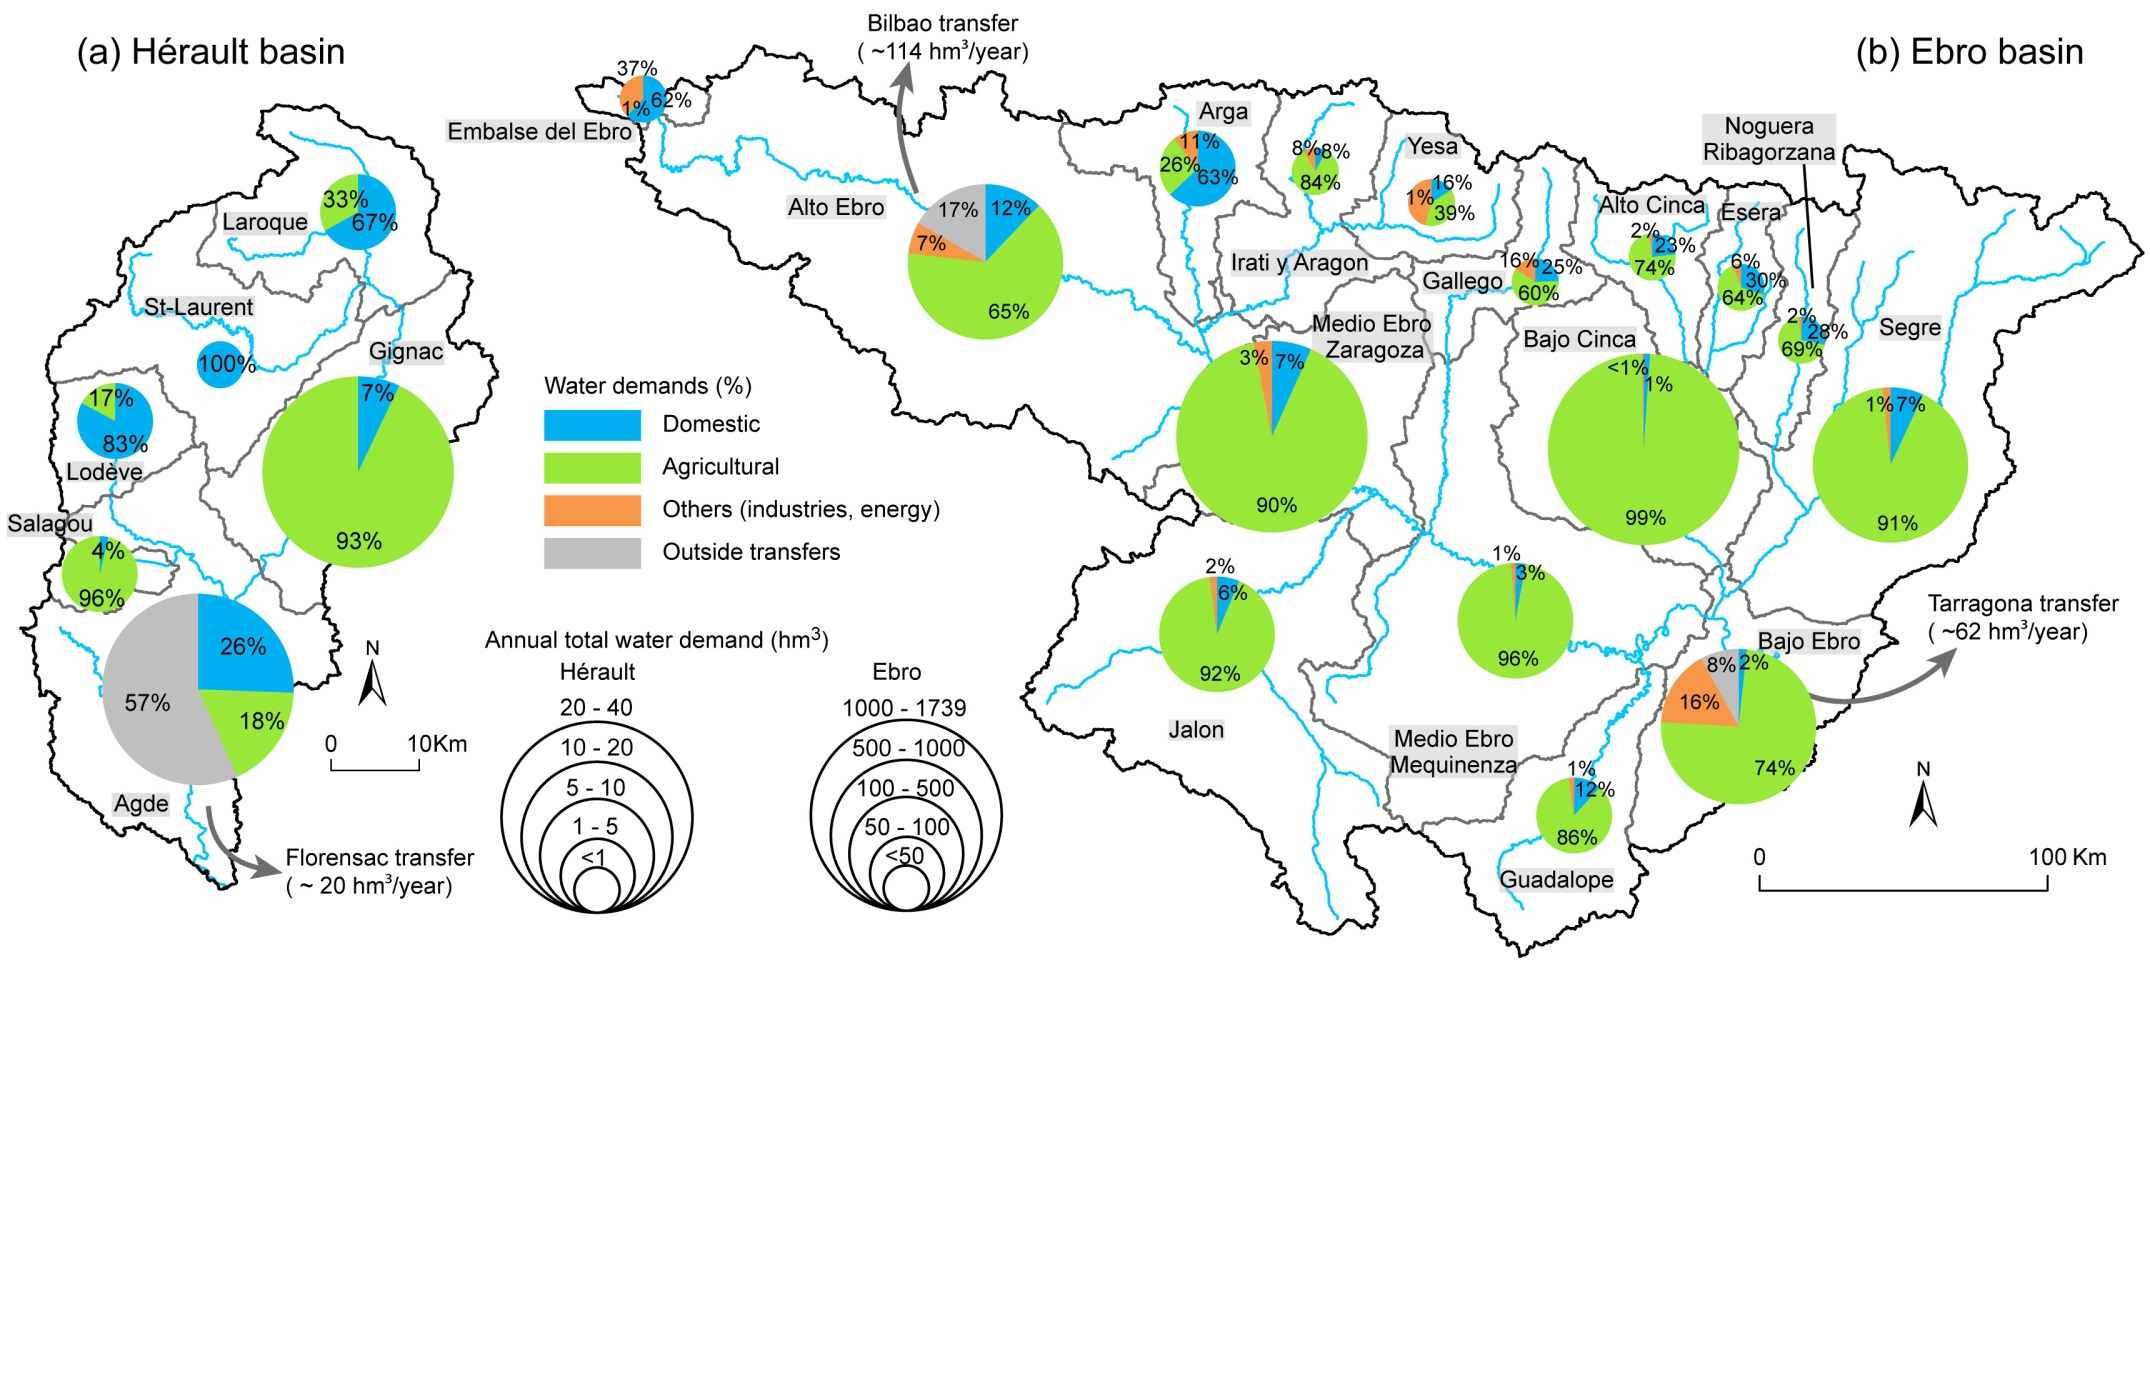 (a) Hérault basin
Laroque
33%
67%
St-Laurent
100%
Gignac
7%
93%
17%
83%
Lodève
Salagou
4%
96%
26%
57%
18%
Agde
Florensac transfer
( ~ 20 hm³/year)
N
0 10Km
Water demands (%)
Domestic
Agricultural
Others (industries, energy)
Outside transfers
Annual total water demand (hm³)
Hérault
20 - 40
10 - 20
5 - 10
1 - 5
<1
Ebro
1000 - 1739
500 - 1000
100 - 500
50 - 100
<50
(b) Ebro basin
Bilbao transfer
( ~114 hm³/year)
37%
1%
62%
Embalse del Ebro
Alto Ebro
17%
12%
7%
65%
Arga
11%
26%
63%
8%
8%
84%
Irati y Aragon
Yesa
16%
1%
39%
Gallego
16%
25%
60%
Alto Cinca
2%
23%
74%
Esera
6%
30%
64%
Noguera
Ribagorzana
2%
28%
69%
Segre
1%
7%
91%
Medio Ebro
Zaragoza
3%
7%
90%
Bajo Cinca
<1%
1%
99%
2%
6%
92%
Jalon
1%
3%
96%
Medio Ebro
Mequinenza
1%
12%
86%
Guadalope
Bajo Ebro
8%
2%
16%
74%
Tarragona transfer
( ~62 hm³/year)
N
0 100 Km